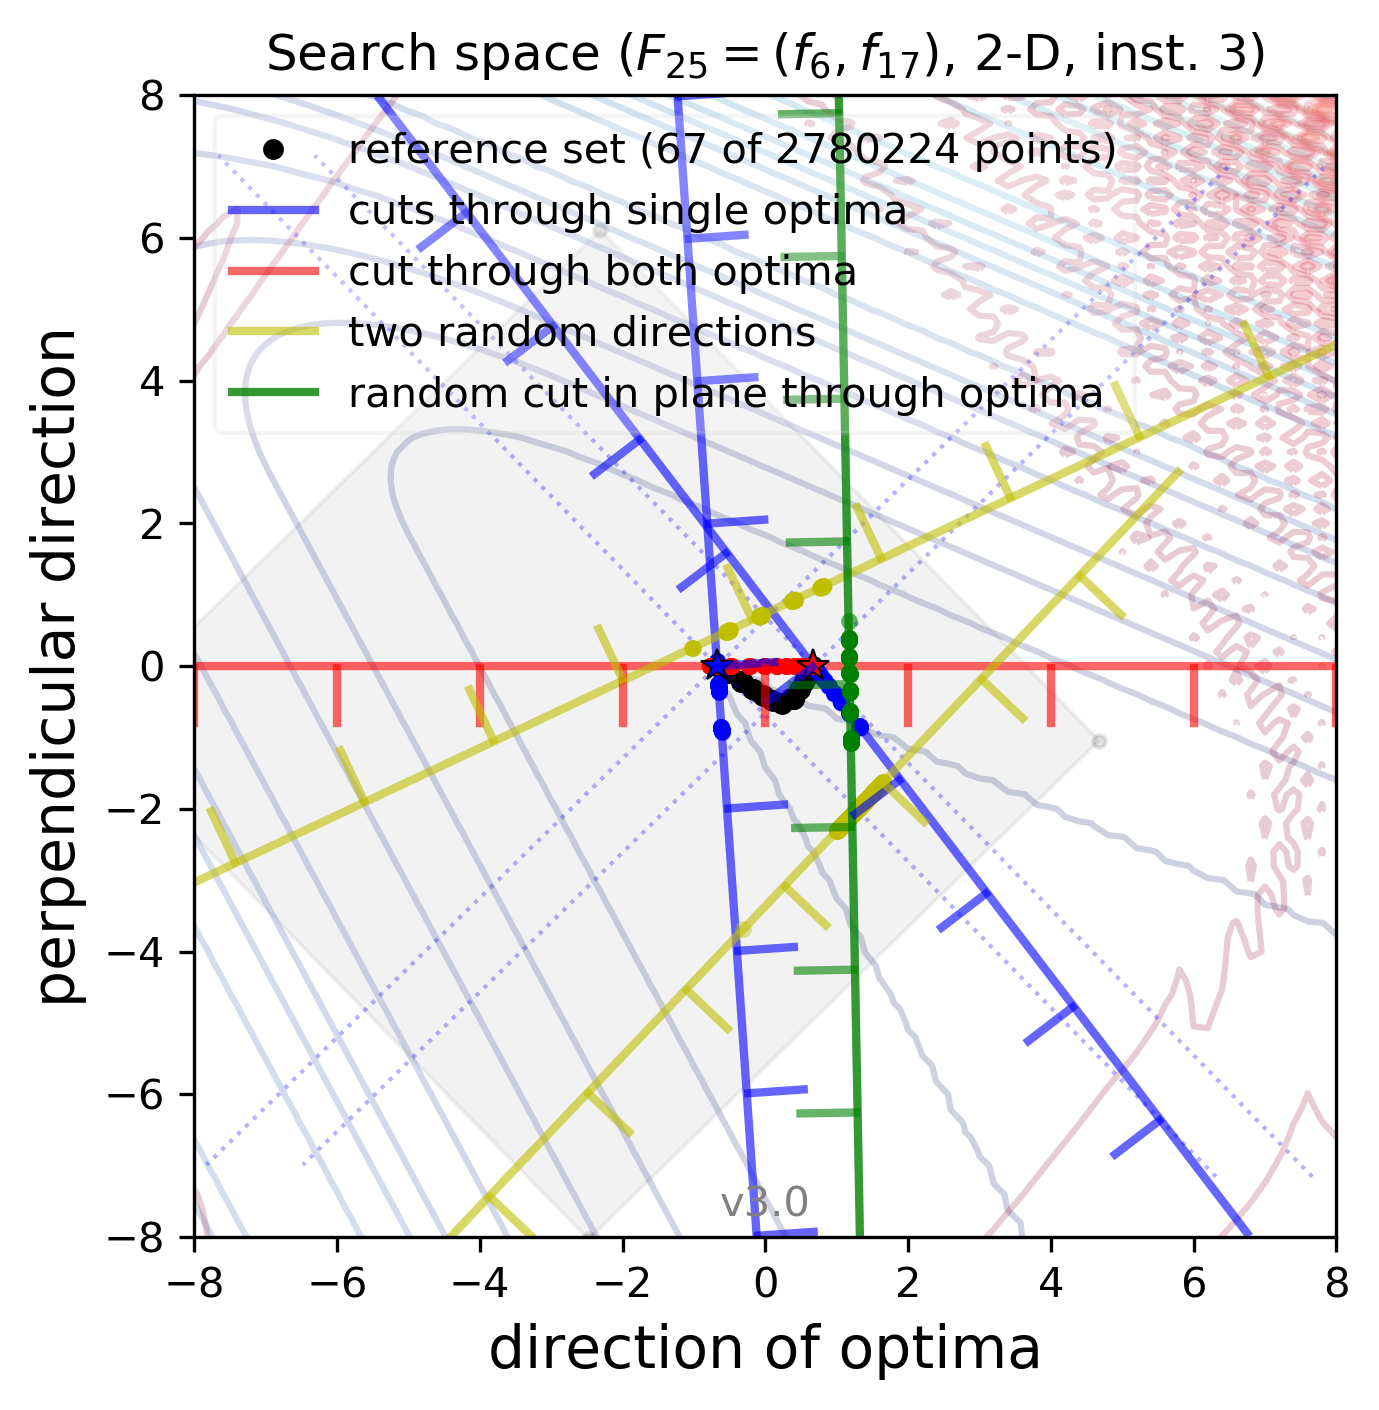 Search space (F25 = (f6, f17), 2-D, inst. 3)
reference set (67 of 2780224 points)
cuts through single optima
cut through both optima
two random directions
random cut in plane through optima
8
6
4
2
0
−2
−4
−6
−8
perpendicular direction
v3.0
−8 −6 −4 −2 0 2 4 6 8
direction of optima